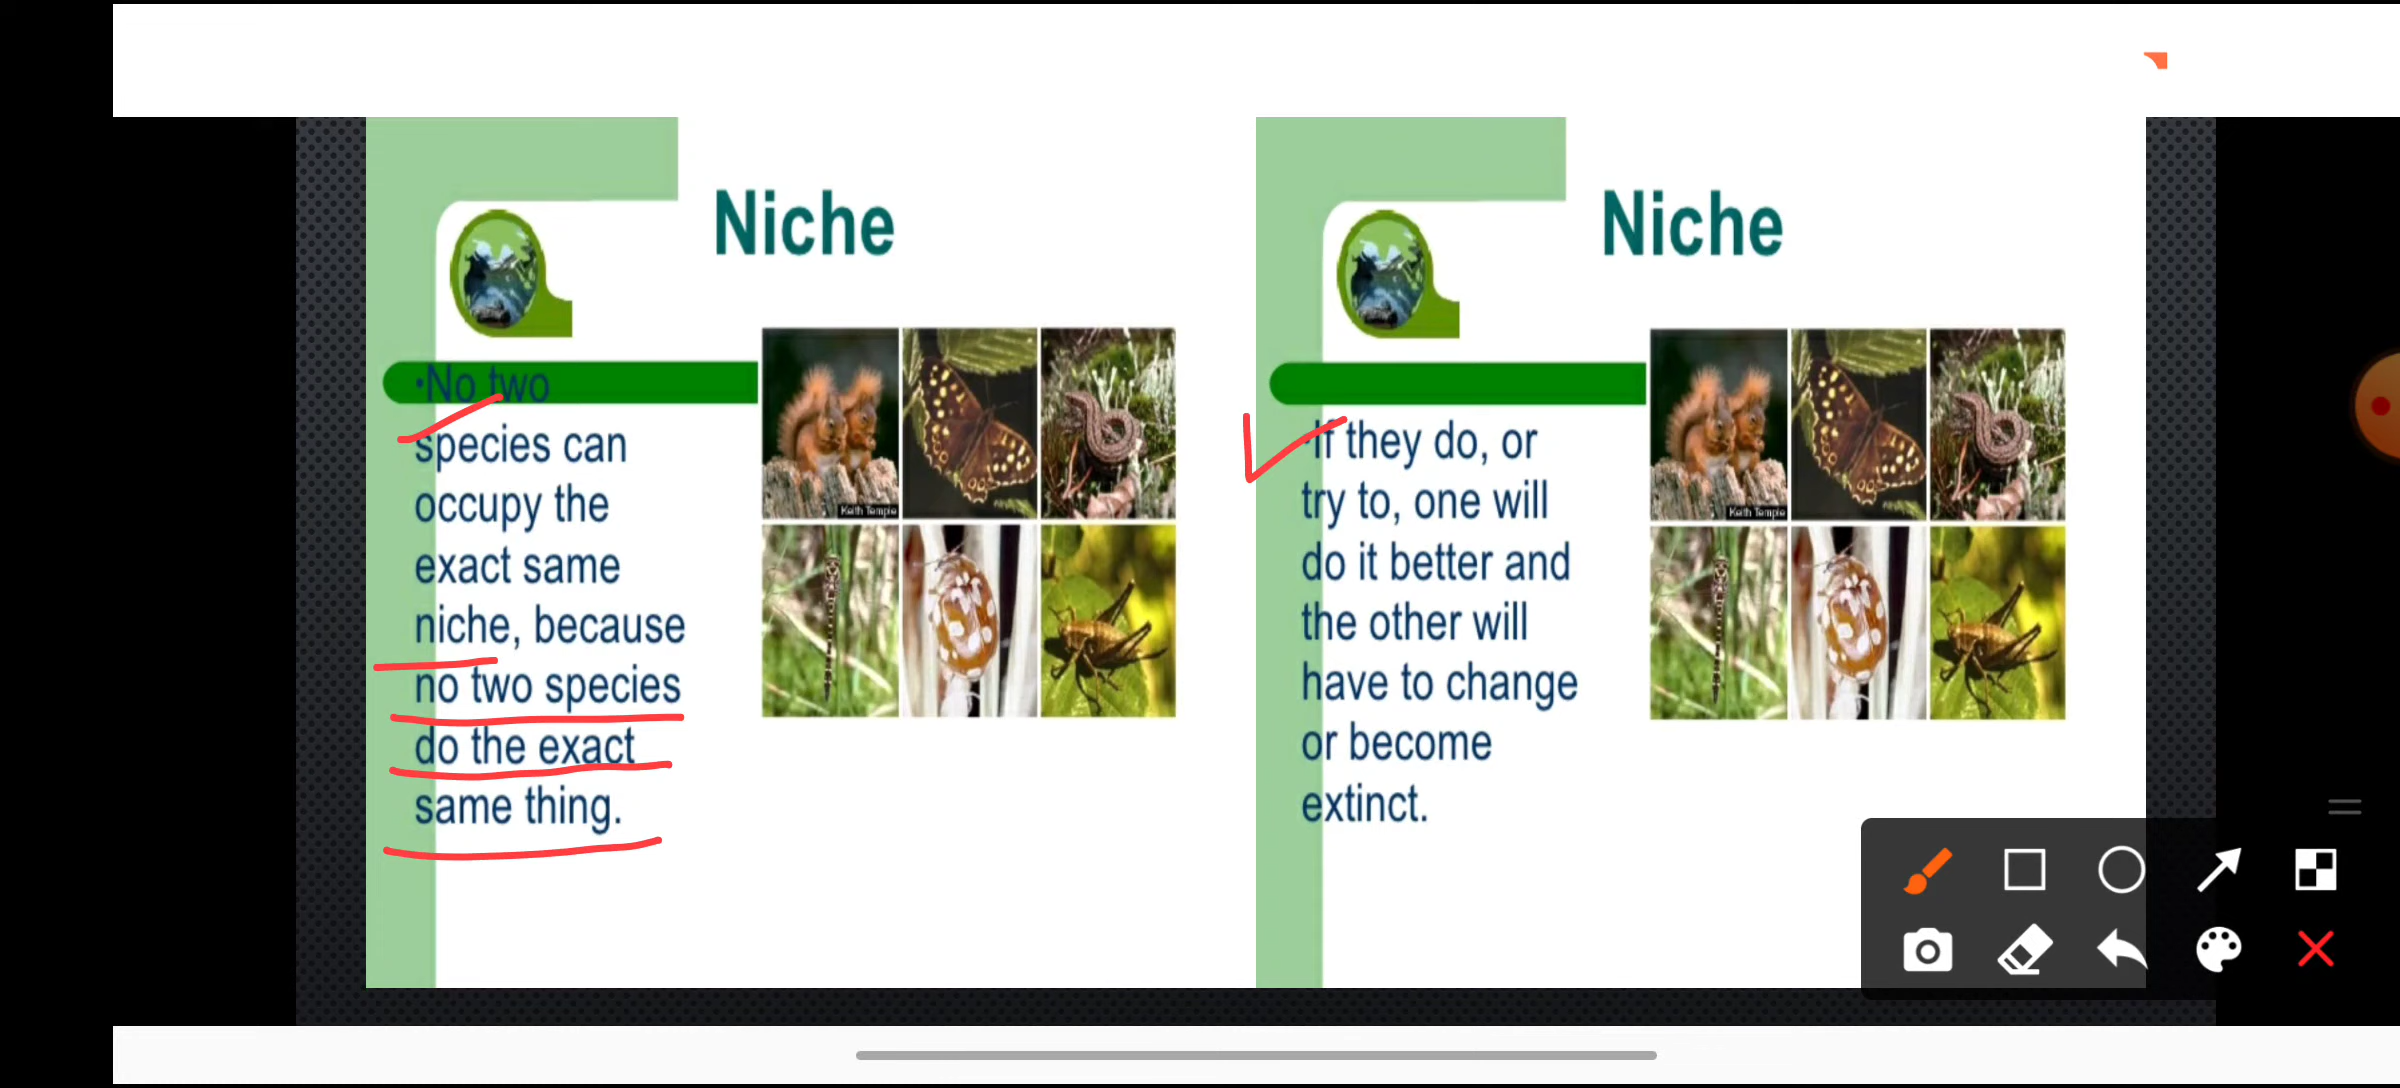 Niche
•No two
species can
occupy the
exact same
niche, because
no two species
do the exact
same thing.
Keith Temple
Niche
•If they do, or
try to, one will
do it better and
the other will
have to change
or become
extinct.
Keith Temple